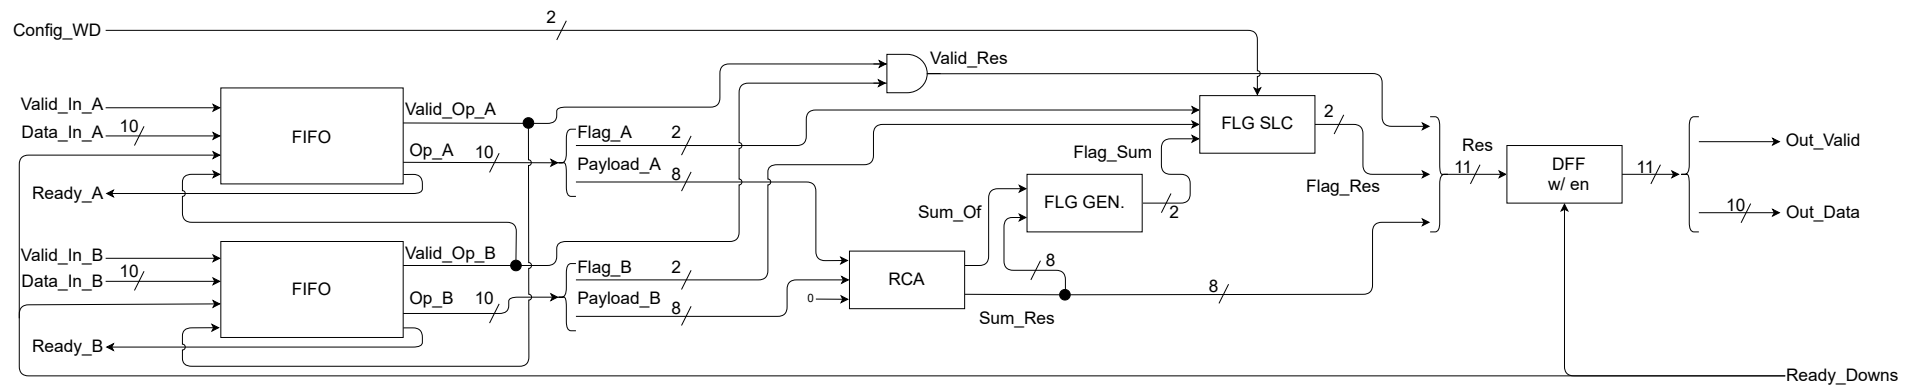 2
Config_WD
Valid_Res
Valid_In_A
Valid_Op_A
Data_In_A
10
FIFO
Op_A
10
Flag_A
2
Payload_A
8
Ready_A
FLG SLC
2
Flag_Sum
Flag_Res
Res
11
DFF
w/ en
11
Out_Valid
10
Out_Data
Sum_Of
FLG GEN.
2
Valid_In_B
Valid_Op_B
Data_In_B
10
FIFO
Op_B
10
Flag_B
2
Payload_B
8
0
RCA
8
8
Sum_Res
Ready_B
Ready_Downs